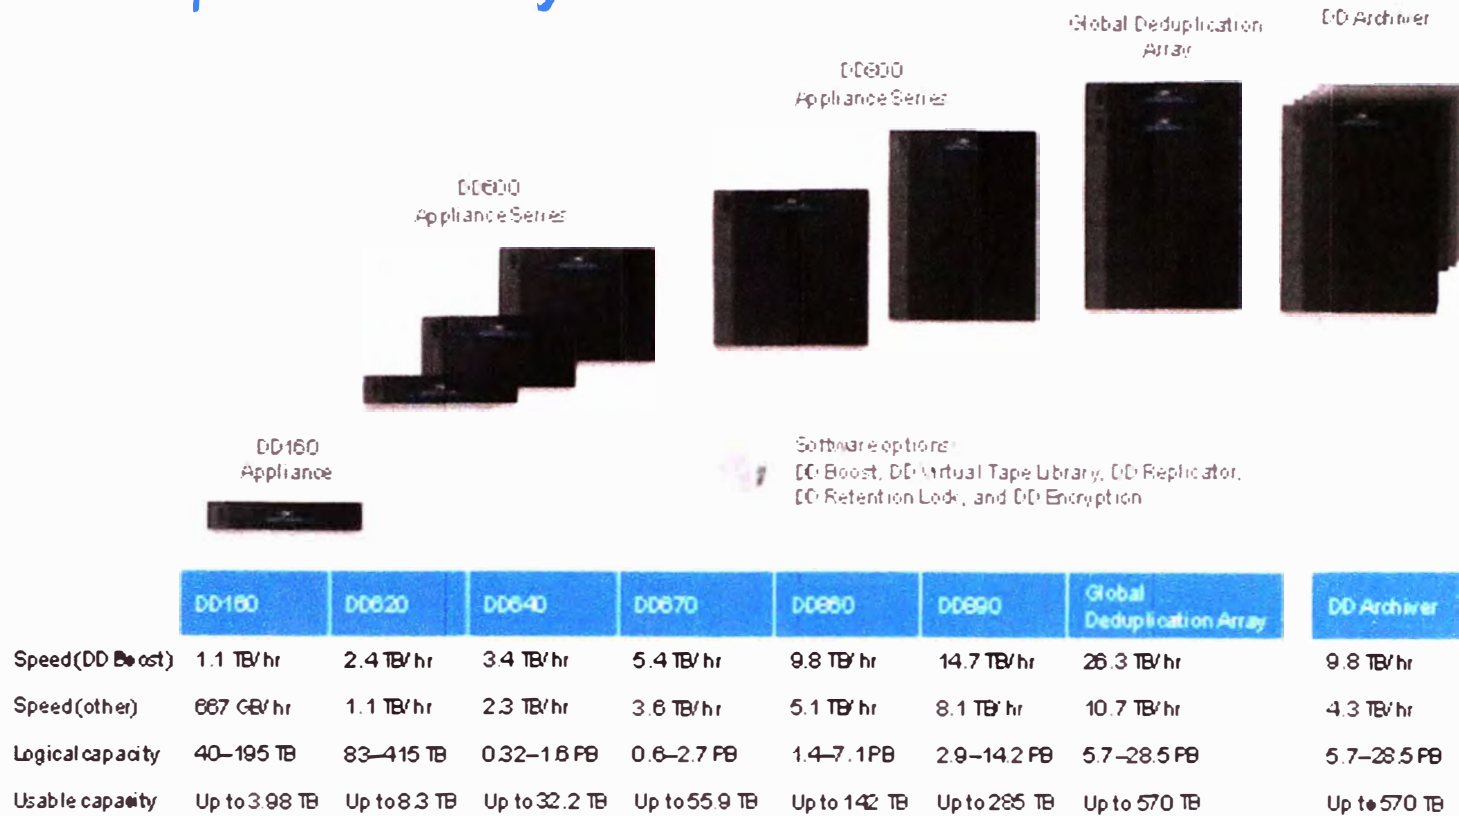 Global Deduplication
Array
DD Archiver
DD800
Appliance Series
DD600
Appliance Series
DD160
Appliance
Software options:
DD Boost, DD Virtual Tape Library, DD Replicator,
DD Retention Lock, and DD Encryption
DD160 DD620 DD640 DD670 DD860 DD890 Global Deduplication Array DD Archiver
Speed (DD Boost) 1.1 TB/hr 2.4 TB/hr 3.4 TB/hr 5.4 TB/hr 9.8 TB/hr 14.7 TB/hr 26.3 TB/hr 9.8 TB/hr
Speed (other) 667 GB/hr 1.1 TB/hr 2.3 TB/hr 3.6 TB/hr 5.1 TB/hr 8.1 TB/hr 10.7 TB/hr 4.3 TB/hr
Logical capacity 40–195 TB 83–415 TB 0.32–1.6 PB 0.6–2.7 PB 1.4–7.1 PB 2.9–14.2 PB 5.7–28.5 PB 5.7–28.5 PB
Usable capacity Up to 3.98 TB Up to 8.3 TB Up to 32.2 TB Up to 55.9 TB Up to 142 TB Up to 285 TB Up to 570 TB Up to 570 TB